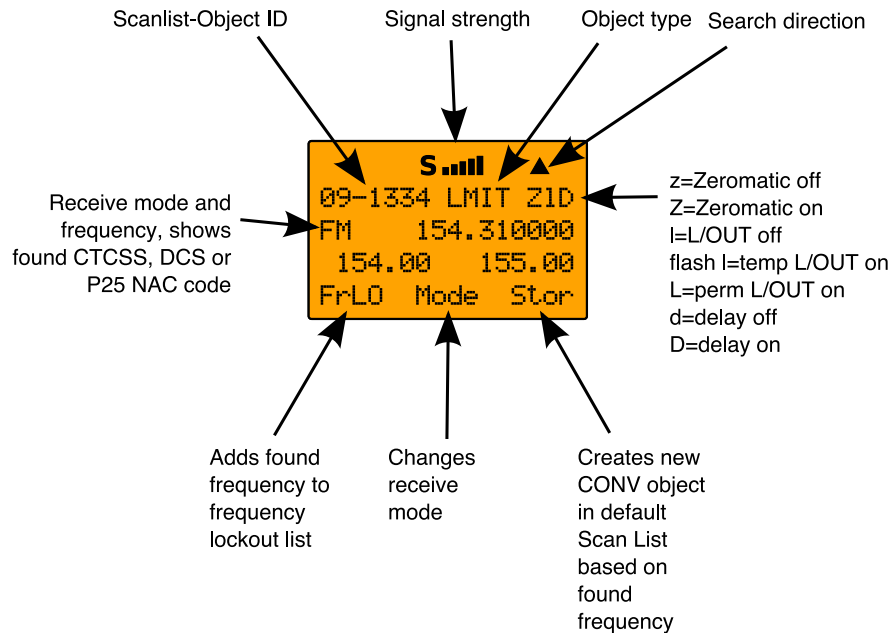 Scanlist-Object ID
Signal strength
Object type
Search direction
S
09-1334 LMIT ZlD
FM 154.310000
154.00 155.00
FrLO Mode Stor
Receive mode and
frequency, shows
found CTCSS, DCS or
P25 NAC code
z=Zeromatic off
Z=Zeromatic on
l=L/OUT off
flash l=temp L/OUT on
L=perm L/OUT on
d=delay off
D=delay on
Adds found
frequency to
frequency
lockout list
Changes
receive
mode
Creates new
CONV object
in default
Scan List
based on
found
frequency